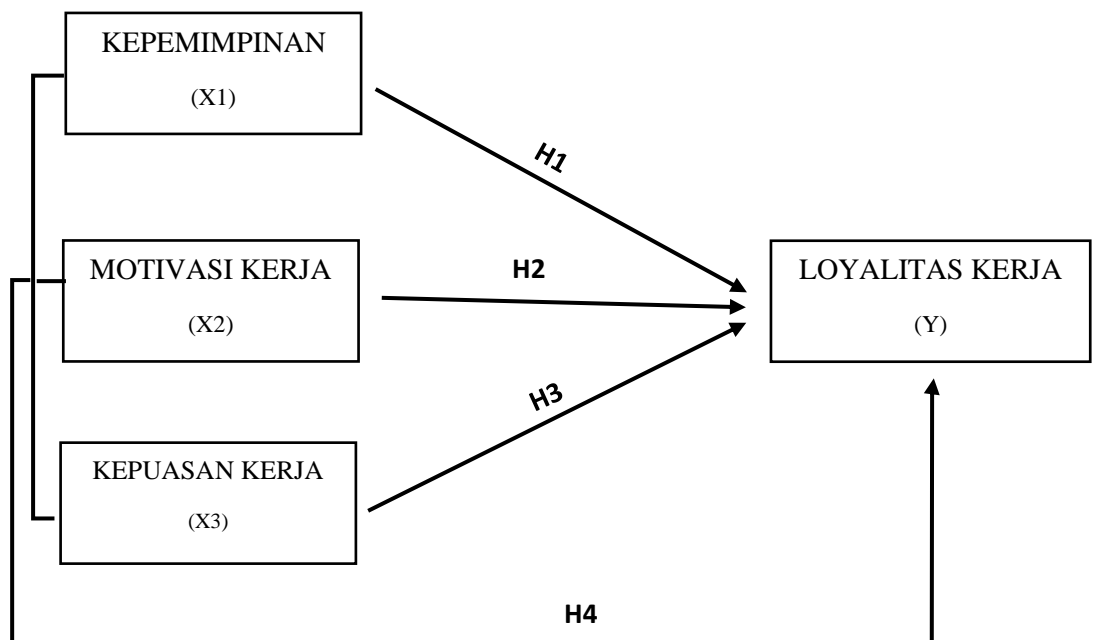 KEPEMIMPINAN
(X1)
H1
MOTIVASI KERJA
(X2)
H2
LOYALITAS KERJA
(Y)
H3
KEPUASAN KERJA
(X3)
H4